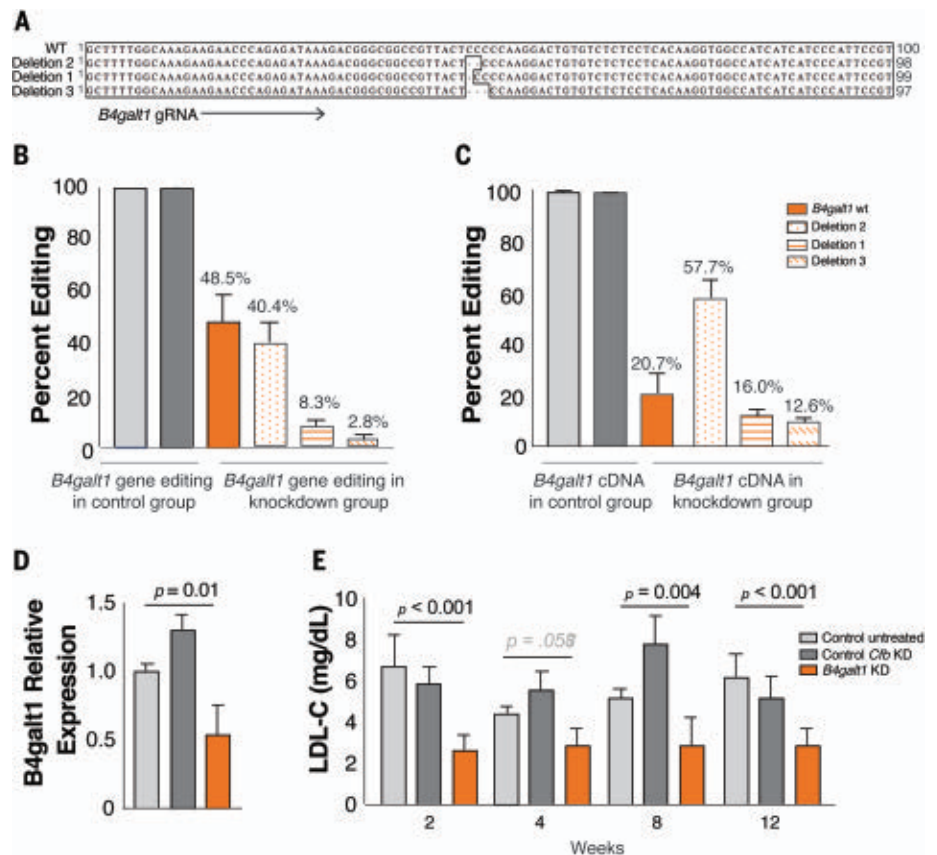 A
WT 1 GCTTTTGGCAAAGAAGAACCCAGAGATAAAGACGGGCGGCCGTTACTCCCCCAAGGACTGTGTCTCTCCTCACAAGGTGGCCATCATCATCCCATTCCGT 100
Deletion 2 1 GCTTTTGGCAAAGAAGAACCCAGAGATAAAGACGGGCGGCCGTTACT..CCCAAGGACTGTGTCTCTCCTCACAAGGTGGCCATCATCATCCCATTCCGT 98
Deletion 1 1 GCTTTTGGCAAAGAAGAACCCAGAGATAAAGACGGGCGGCCGTTACT.CCCCAAGGACTGTGTCTCTCCTCACAAGGTGGCCATCATCATCCCATTCCGT 99
Deletion 3 1 GCTTTTGGCAAAGAAGAACCCAGAGATAAAGACGGGCGGCCGTTACT...CCAAGGACTGTGTCTCTCCTCACAAGGTGGCCATCATCATCCCATTCCGT 97
B4galt1 gRNA
B
Percent Editing
100
80
60
40
20
0
48.5%
40.4%
8.3%
2.8%
B4galt1 gene editing
in control group
B4galt1 gene editing in
knockdown group
C
Percent Editing
100
80
60
40
20
0
20.7%
57.7%
16.0%
12.6%
B4galt1 wt
Deletion 2
Deletion 1
Deletion 3
B4galt1 cDNA
in control group
B4galt1 cDNA in
knockdown group
D
B4galt1 Relative
Expression
1.5
1.0
0.5
0
p = 0.01
E
LDL-C (mg/dL)
10
8
6
4
2
0
p < 0.001
p = .058
p = 0.004
p < 0.001
2
4
8
12
Weeks
Control untreated
Control Cfb KD
B4galt1 KD